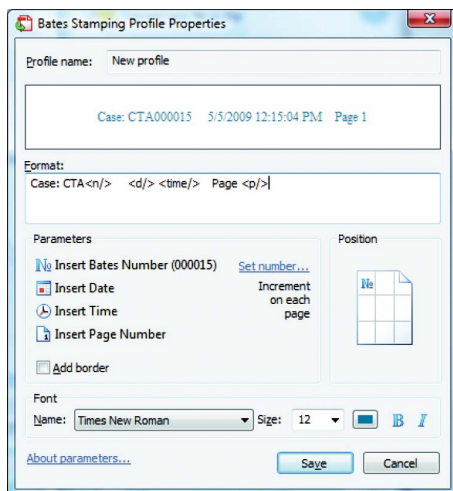 Bates Stamping Profile Properties
Profile name: New profile
Case: CTA000015 5/5/2009 12:15:04 PM Page 1
Format:
Case: CTA<n/> <d/> <time/> Page <p/>
Parameters
Position
№ Insert Bates Number (000015) Set number...
Insert Date Increment
on each
page
Insert Time
Insert Page Number
№
Add border
Font
Name: Times New Roman Size: 12 B I
About parameters... Save Cancel